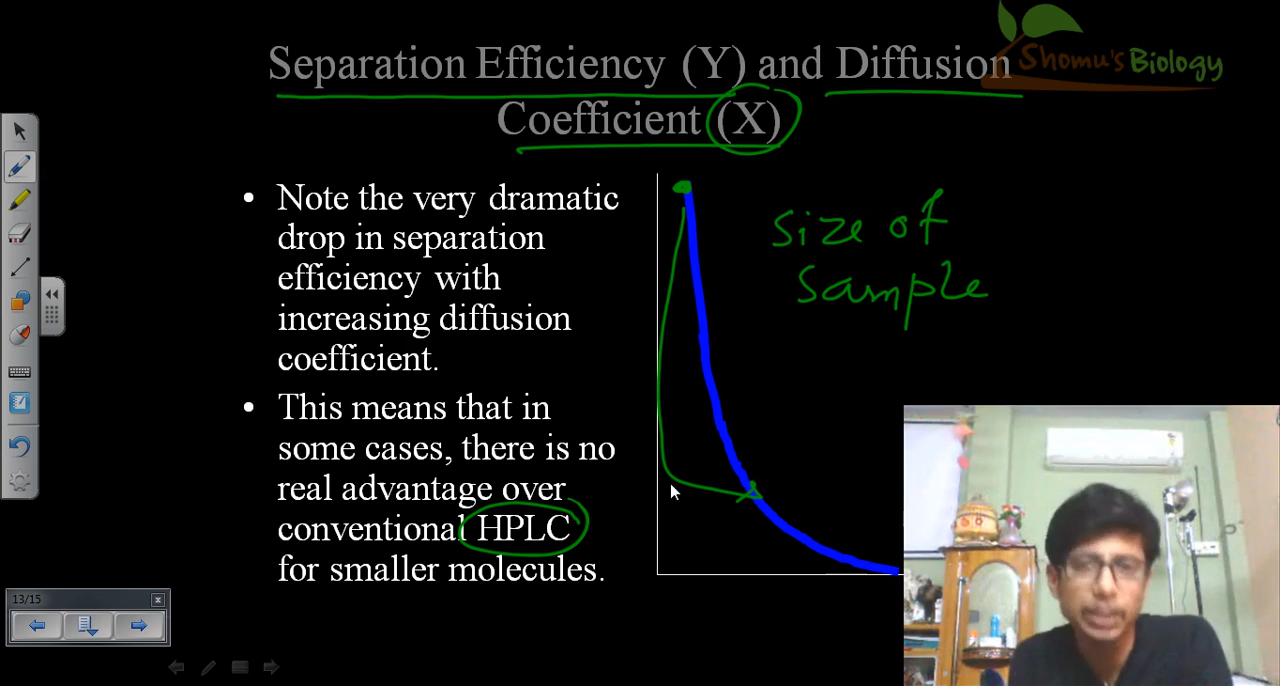 Separation Efficiency (Y) and Diffusion
Coefficient (X)
Shomu's Biology
• Note the very dramatic
drop in separation
efficiency with
increasing diffusion
coefficient.
• This means that in
some cases, there is no
real advantage over
conventional HPLC
for smaller molecules.
size of
sample
13/15